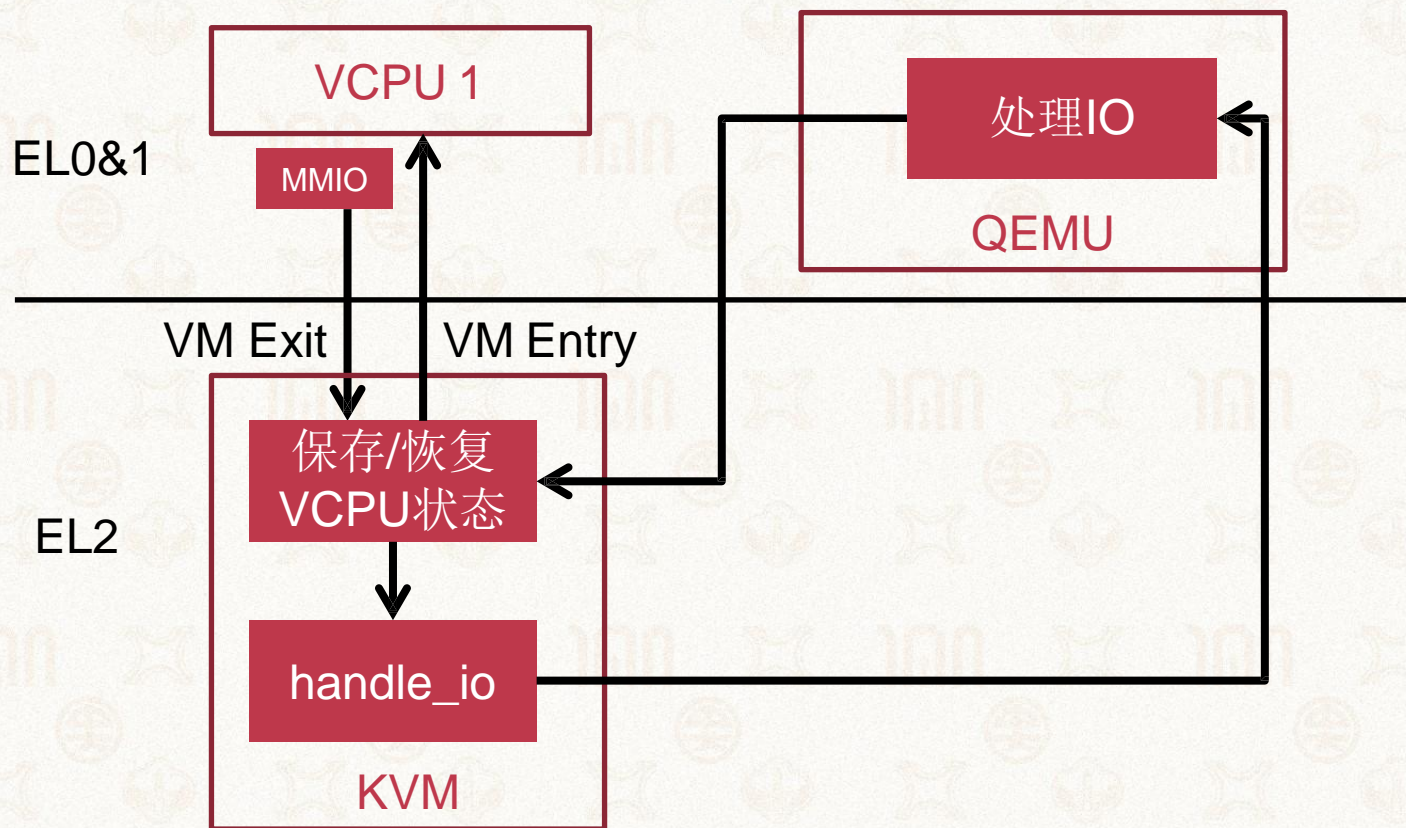 VCPU 1
处理IO
EL0&1
MMIO
QEMU
VM Exit
VM Entry
保存/恢复
VCPU状态
EL2
handle_io
KVM